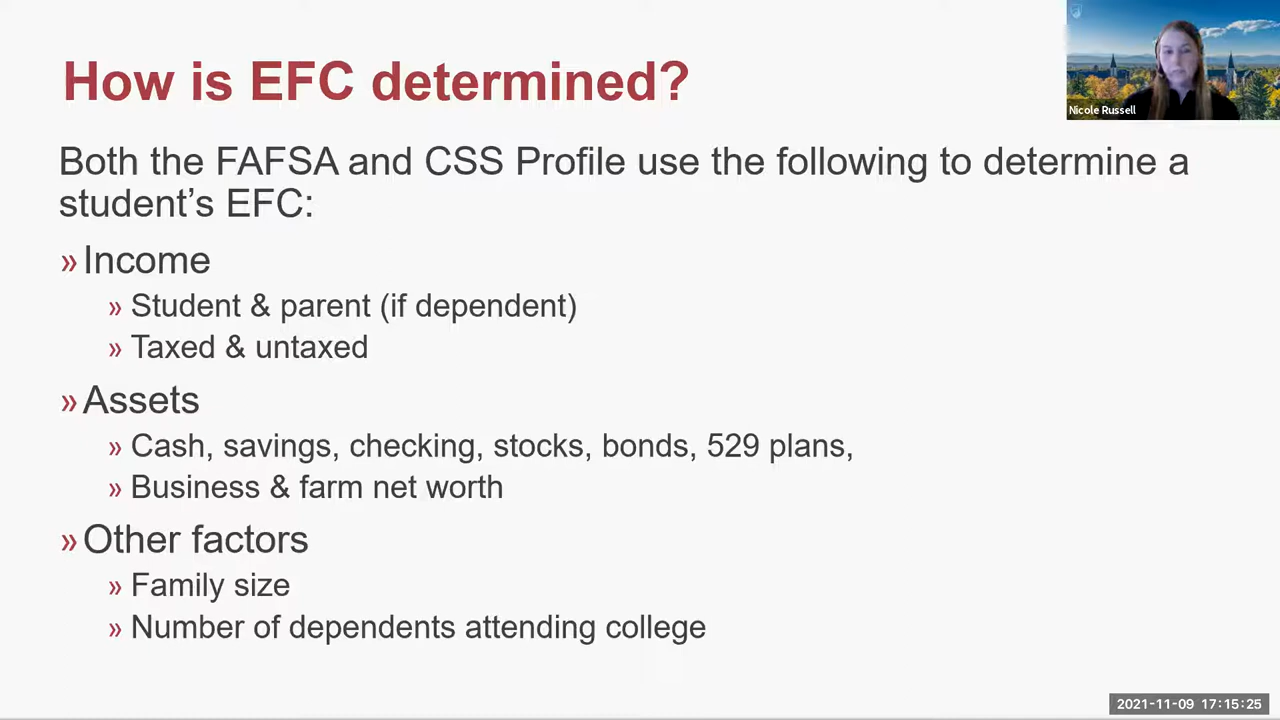 How is EFC determined?
Nicole Russell
Both the FAFSA and CSS Profile use the following to determine a
student’s EFC:
» Income
» Student & parent (if dependent)
» Taxed & untaxed
» Assets
» Cash, savings, checking, stocks, bonds, 529 plans,
» Business & farm net worth
» Other factors
» Family size
» Number of dependents attending college
2021-11-09 17:15:25